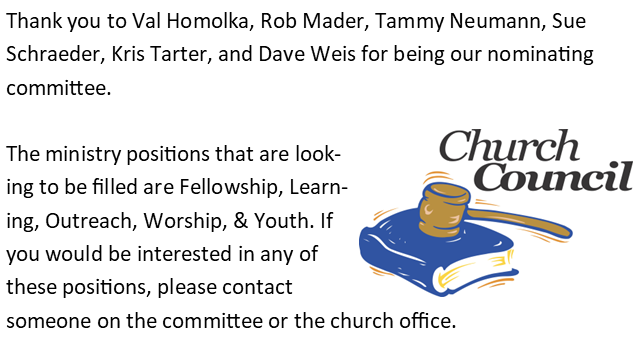 Thank you to Val Homolka, Rob Mader, Tammy Neumann, Sue
Schraeder, Kris Tarter, and Dave Weis for being our nominating
committee.
The ministry positions that are look-
ing to be filled are Fellowship, Learn-
ing, Outreach, Worship, & Youth. If
you would be interested in any of
these positions, please contact
someone on the committee or the church office.
Church
Council